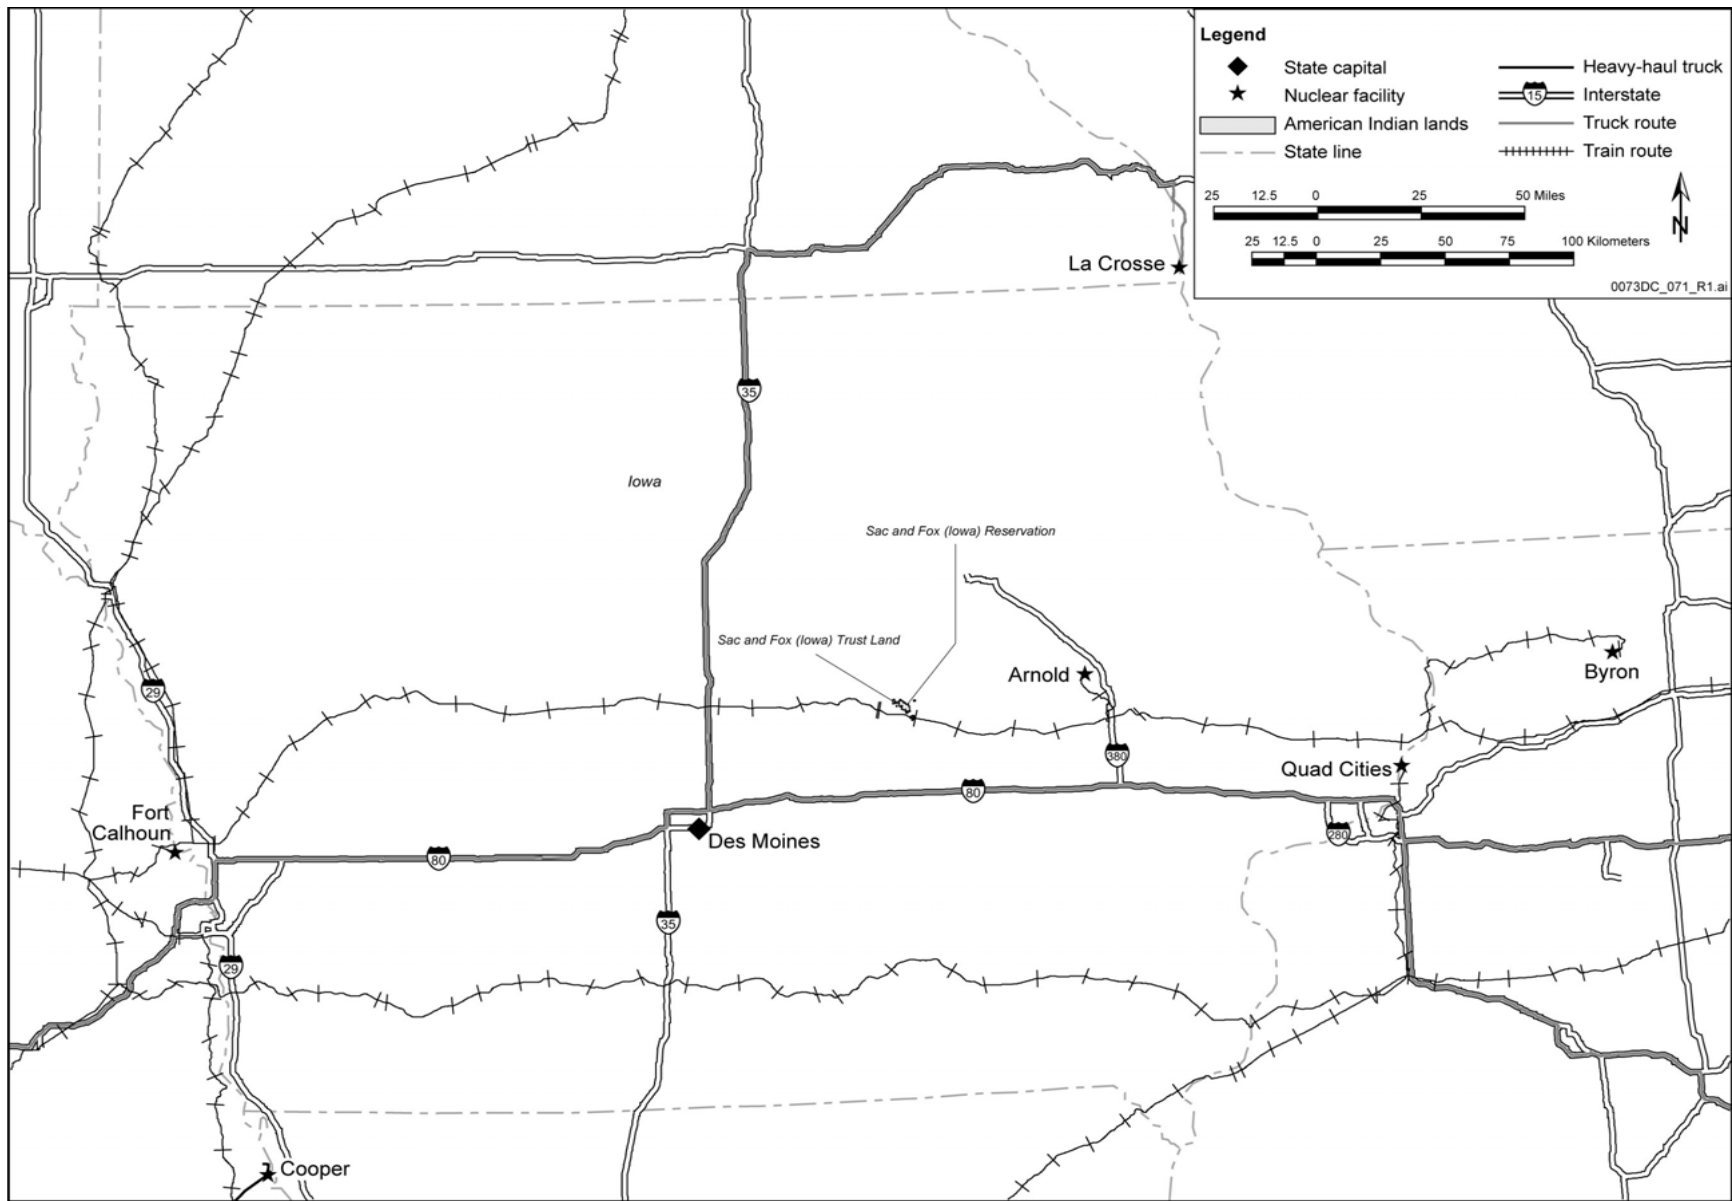 Legend
State capital
Heavy-haul truck
Nuclear facility
15
Interstate
American Indian lands
Truck route
State line
Train route
25 12.5 0 25 50 Miles
25 12.5 0 25 50 75 100 Kilometers
N
0073DC_071_R1.ai
La Crosse
35
Iowa
Sac and Fox (Iowa) Reservation
Sac and Fox (Iowa) Trust Land
Arnold
Byron
29
380
Quad Cities
80
Fort
Calhoun
280
Des Moines
80
35
29
Cooper